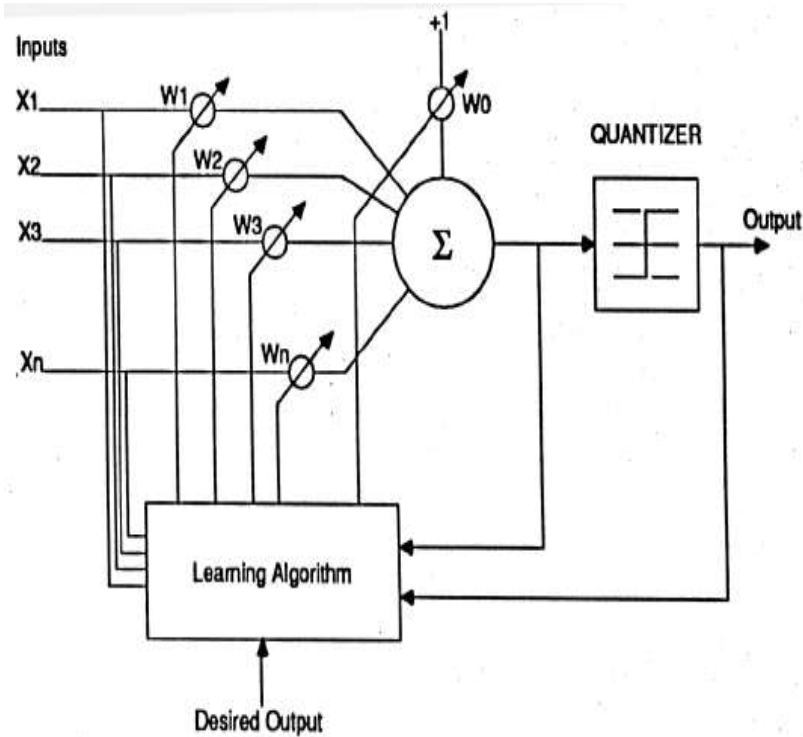 Inputs
+1
X1
W1
W0
X2
W2
QUANTIZER
X3
W3
Σ
Output
Xn
Wn
Learning Algorithm
Desired Output